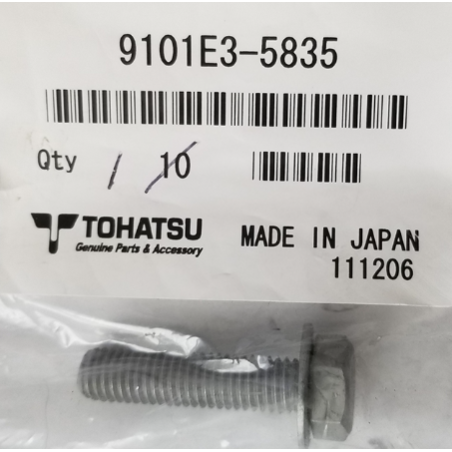 9101E3-5835
Qty / 10
TOHATSU
Genuine Parts & Accessory
MADE IN JAPAN
111206